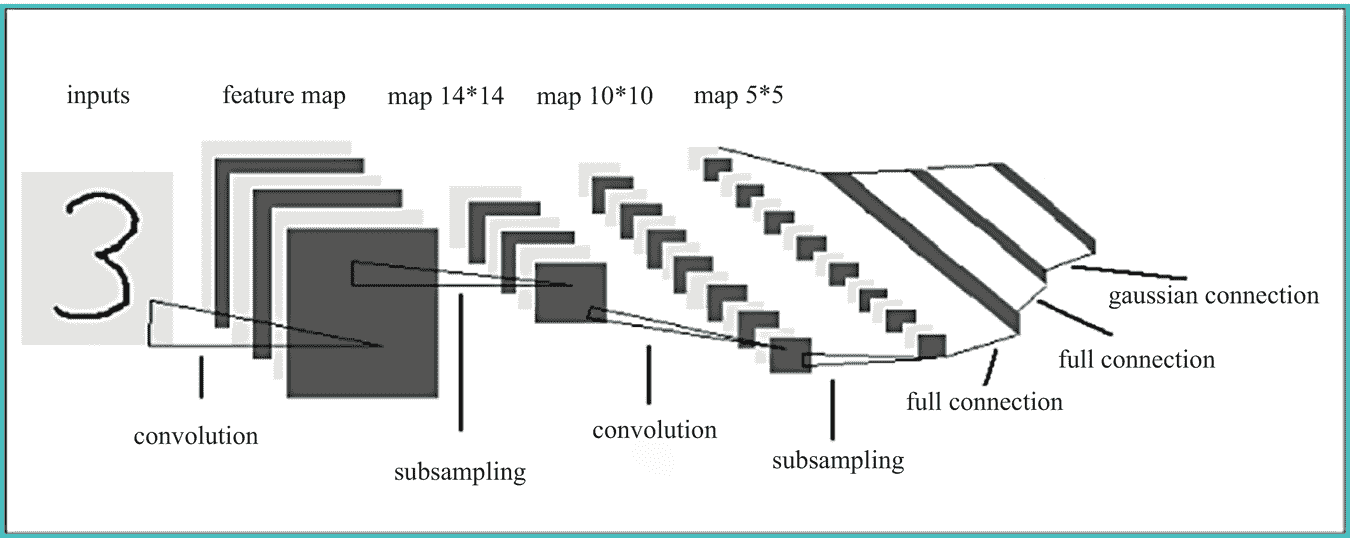 inputs
feature map
map 14*14
map 10*10
map 5*5
3
convolution
subsampling
convolution
subsampling
full connection
full connection
gaussian connection